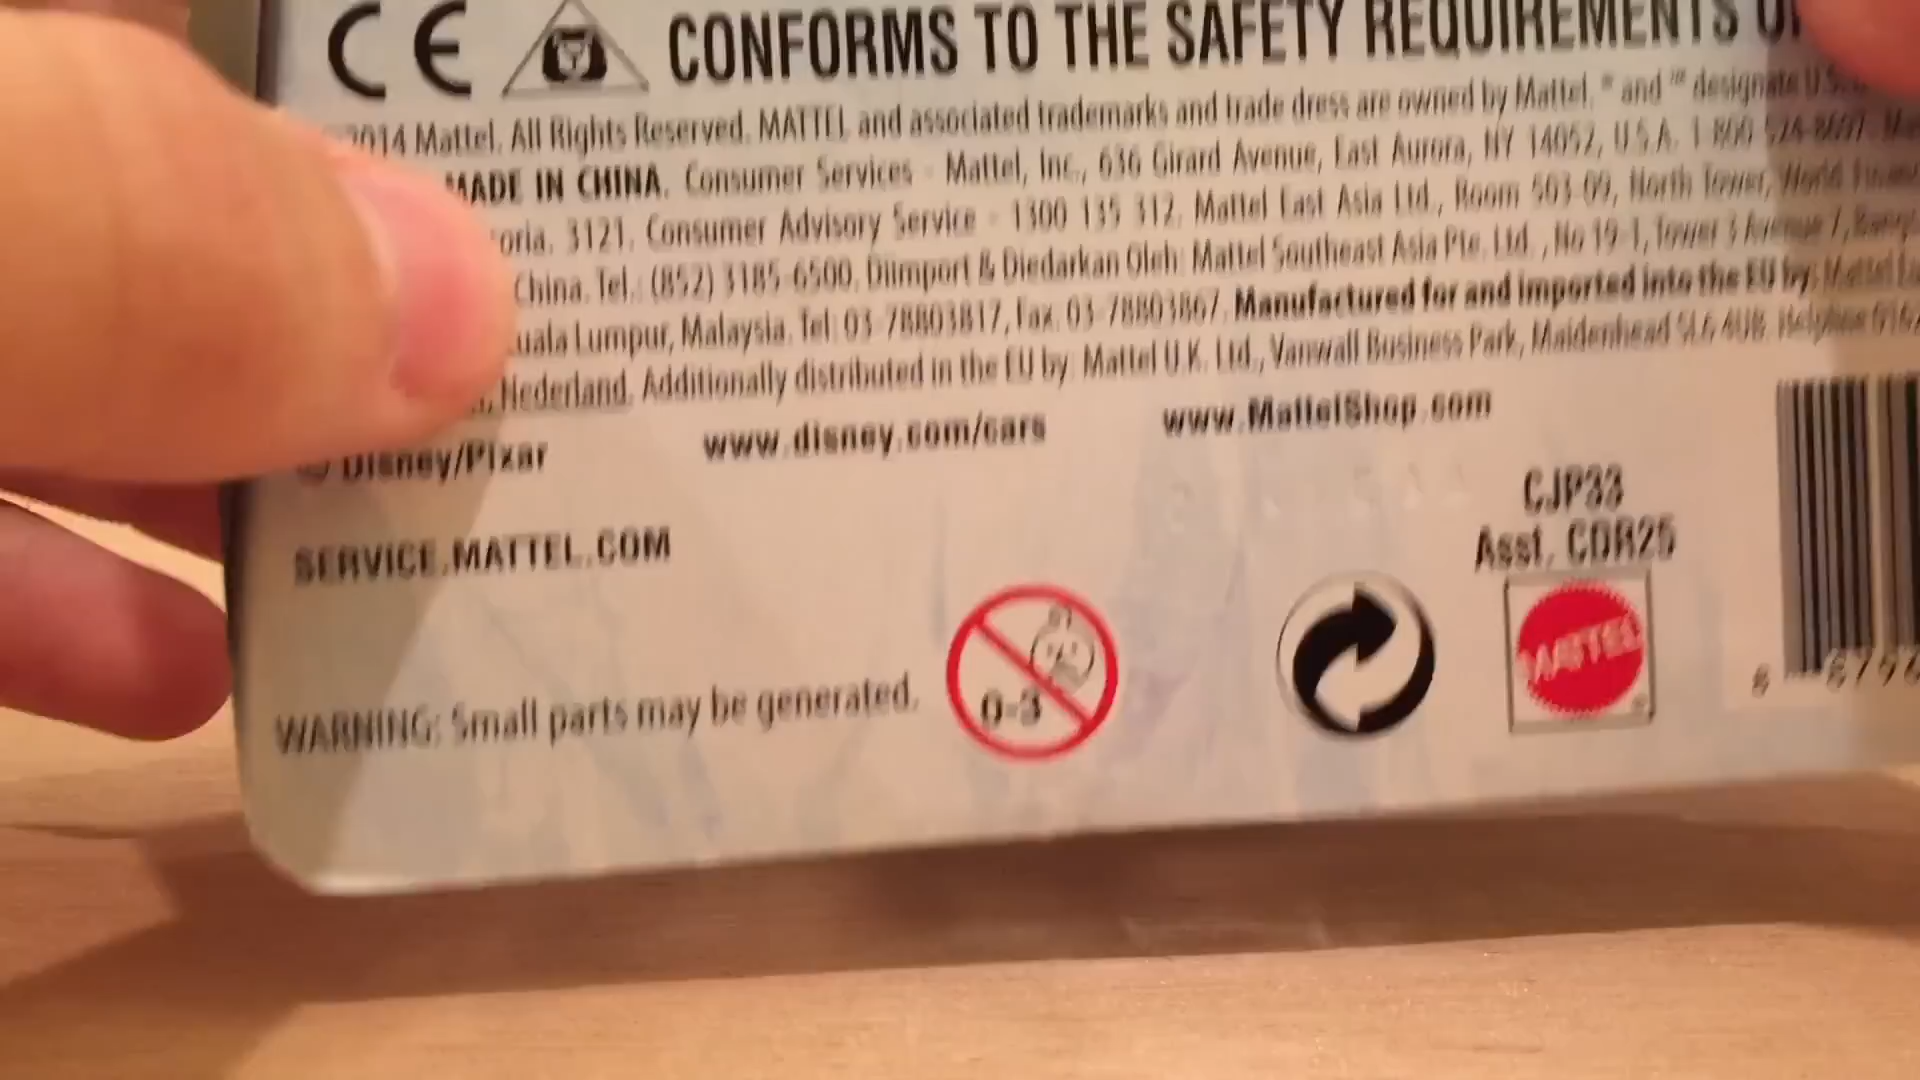 CE CONFORMS TO THE SAFETY REQUIREMENTS
2014 Mattel. All Rights Reserved. MATTEL and associated trademarks and trade dress are owned by Mattel. ® and ™ designate U.S.
MADE IN CHINA. Consumer Services - Mattel, Inc., 636 Girard Avenue, East Aurora, NY 14052, U.S.A. 1-800-524-8697.
oria. 3121. Consumer Advisory Service - 1300 135 312. Mattel East Asia Ltd., Room 503-09, North Tower, World
China. Tel.: (852) 3185-6500. Diimport & Diedarkan Oleh: Mattel Southeast Asia Pte. Ltd., No 19-1, Tower 3 Avenue 7,
uala Lumpur, Malaysia. Tel: 03-78803817, Fax: 03-78803867. Manufactured for and imported into the EU by:
Nederland. Additionally distributed in the EU by: Mattel U.K. Ltd., Vanwall Business Park, Maidenhead SL6 4UB. Helpline
© Disney/Pixar www.disney.com/cars www.MattelShop.com
CJP33
SERVICE.MATTEL.COM
Asst. CDR25
WARNING: Small parts may be generated.
0-3
MATTEL